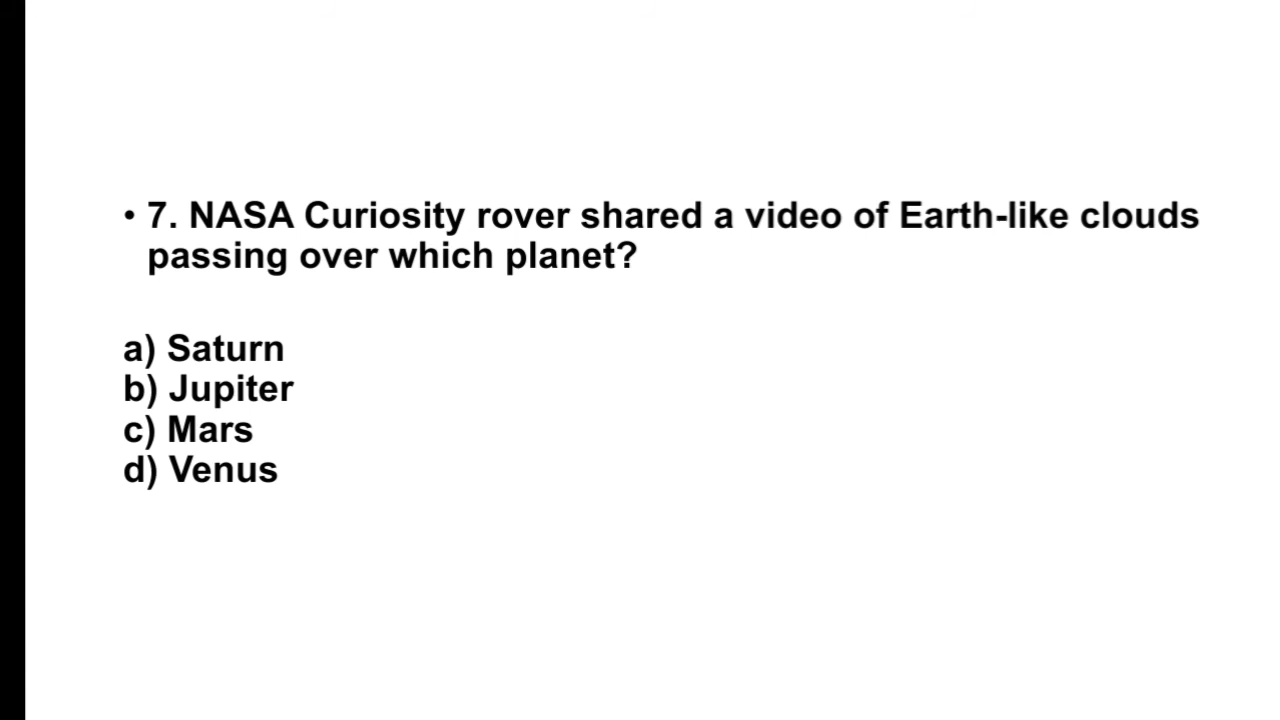 • 7. NASA Curiosity rover shared a video of Earth-like clouds
passing over which planet?
a) Saturn
b) Jupiter
c) Mars
d) Venus